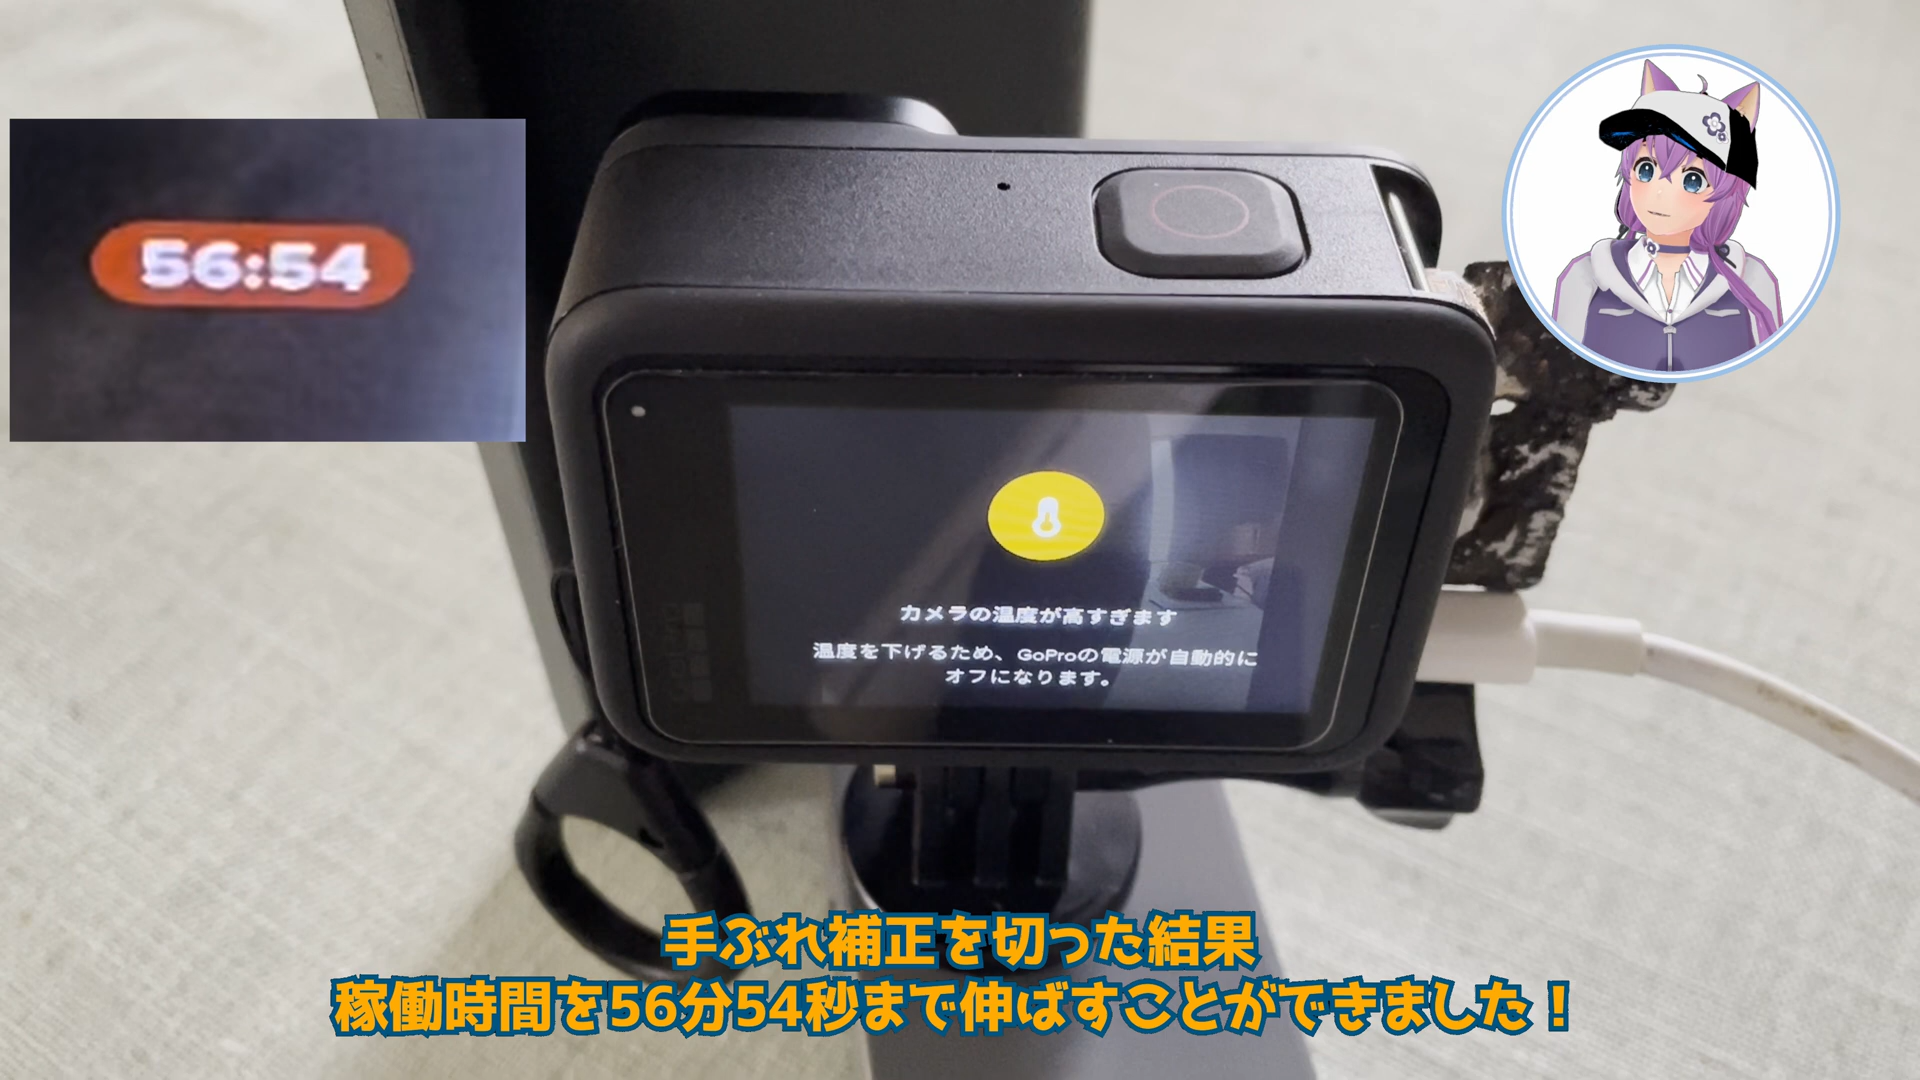 56:54
カメラの温度が高すぎます
温度を下げるため、GoProの電源が自動的に
オフになります。
手ぶれ補正を切った結果
稼働時間を56分54秒まで伸ばすことができました！